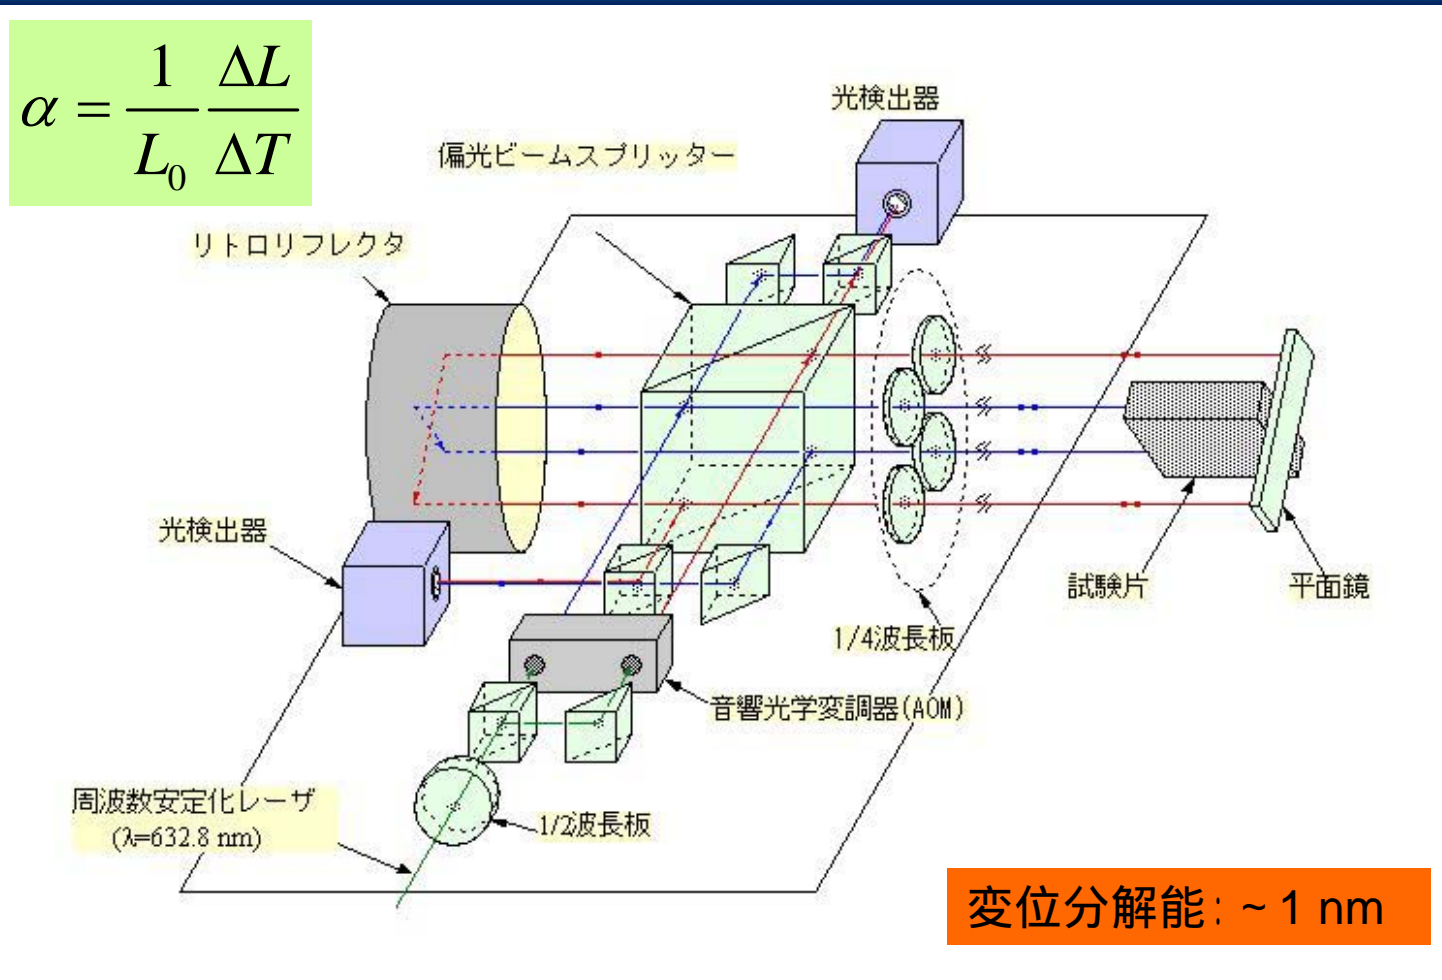 α = 1/L₀ ΔL/ΔT
光検出器
偏光ビームスプリッター
リトロリフレクタ
光検出器
試験片
平面鏡
1/4波長板
音響光学変調器(AOM)
周波数安定化レーザ
(λ=632.8 nm)
1/2波長板
変位分解能: ~ 1 nm